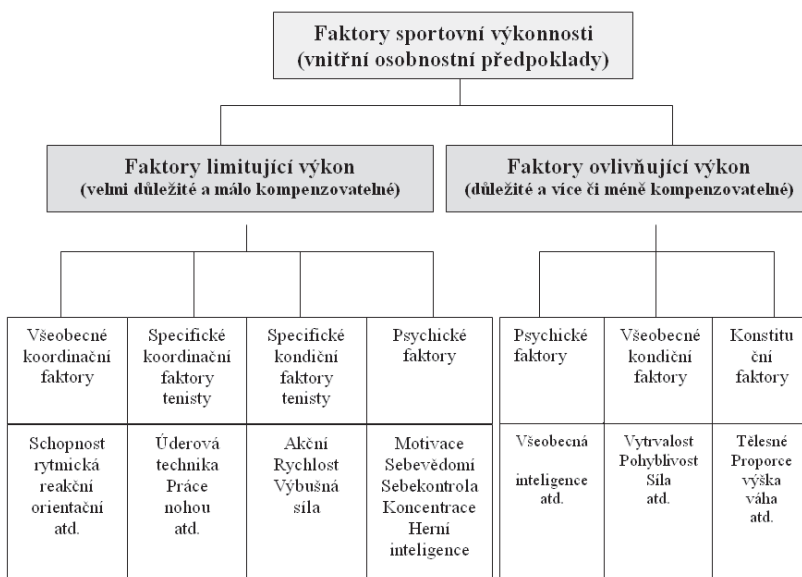 Faktory sportovní výkonnosti
(vnitřní osobnostní předpoklady)
Faktory limitující výkon
(velmi důležité a málo kompenzovatelné)
Faktory ovlivňující výkon
(důležité a více či méně kompenzovatelné)
Všeobecné
koordinační
faktory
Specifické
koordinační
faktory
tenisty
Specifické
kondiční
faktory
tenisty
Psychické
faktory
Psychické
faktory
Všeobecné
kondiční
faktory
Konstitu
ční
faktory
Schopnost
rytmická
reakční
orientační
atd.
Úderová
technika
Práce
nohou
atd.
Akční
Rychlost
Výbušná
síla
Motivace
Sebevědomí
Sebekontrola
Koncentrace
Herní
inteligence
Všeobecná
inteligence
atd.
Vytrvalost
Pohyblivost
Síla
atd.
Tělesné
Proporce
výška
váha
atd.